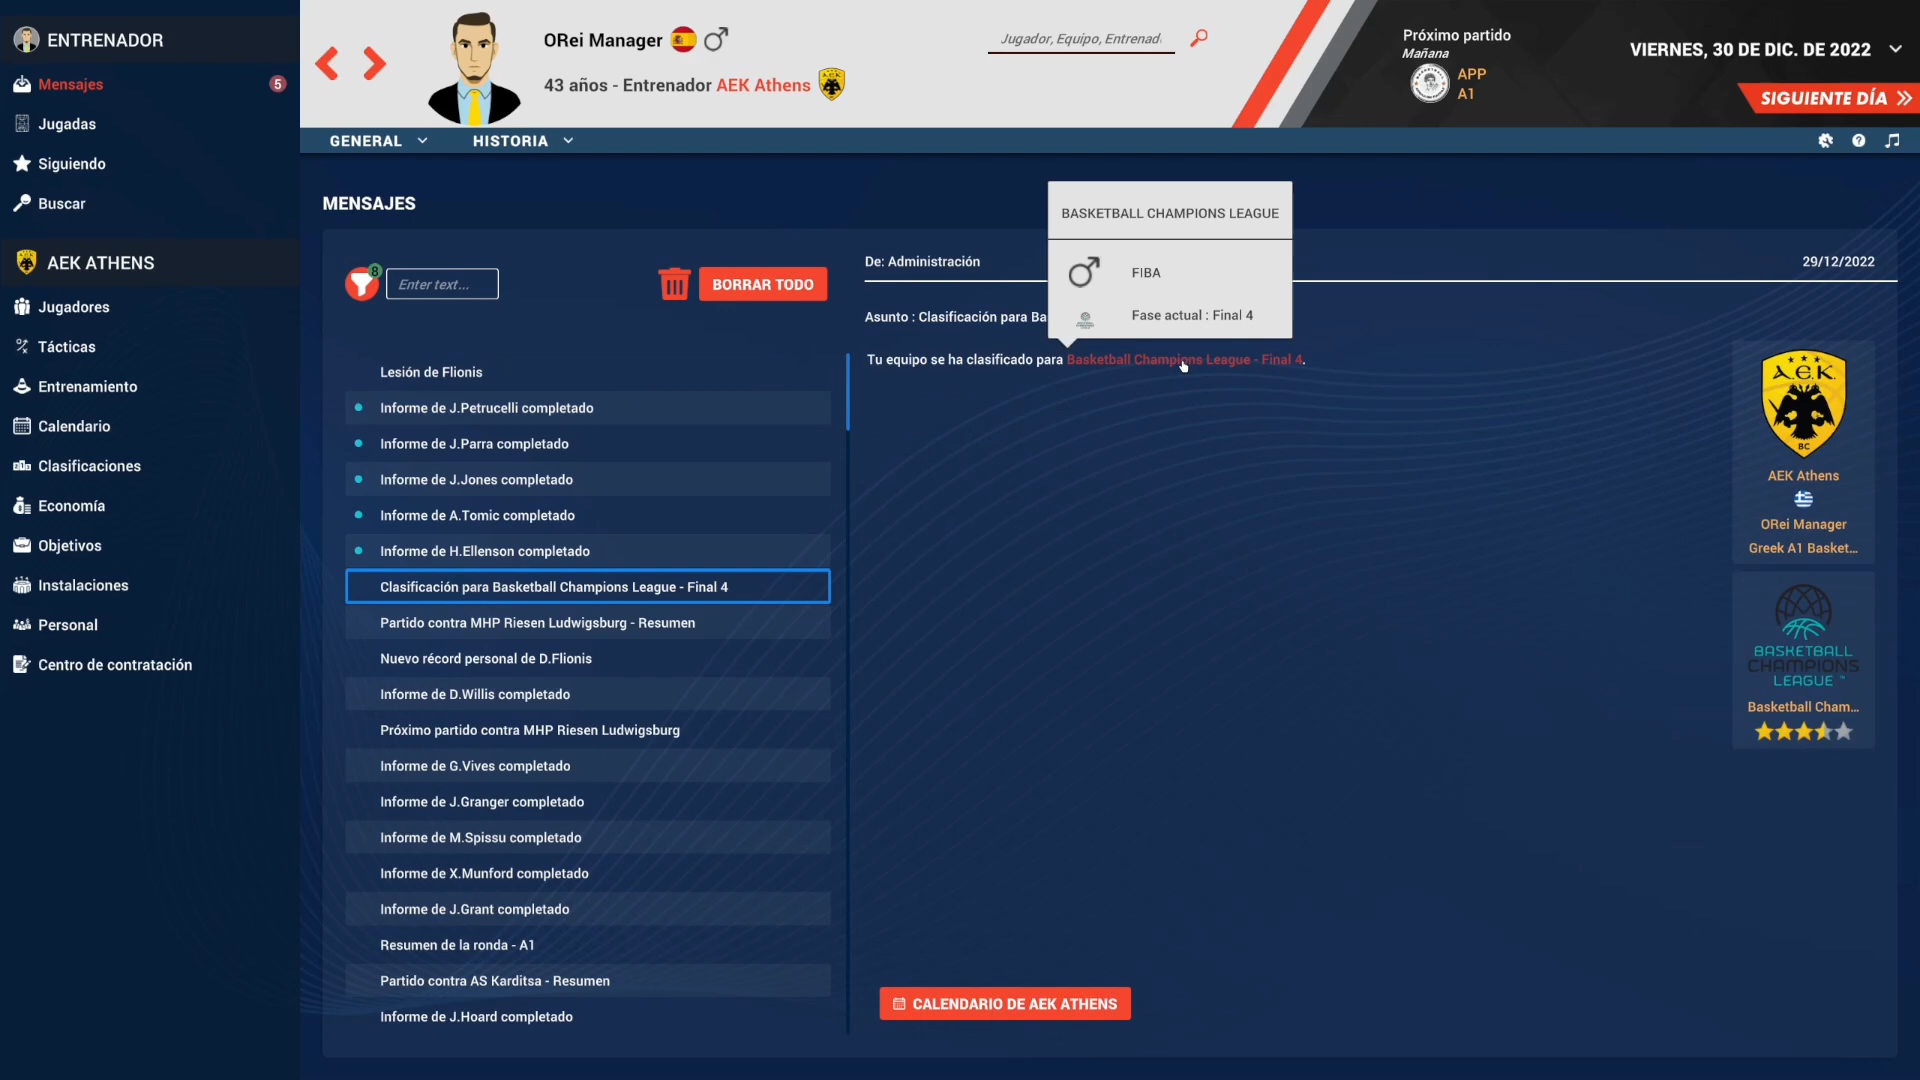 ENTRENADOR
Mensajes
5
Jugadas
Siguiendo
Buscar
AEK ATHENS
Jugadores
Tácticas
Entrenamiento
Calendario
Clasificaciones
Economía
Objetivos
Instalaciones
Personal
Centro de contratación
ORei Manager
43 años - Entrenador AEK Athens
Jugador, Equipo, Entrenad
Próximo partido
Mañana
APP
A1
VIERNES, 30 DE DIC. DE 2022
SIGUIENTE DÍA
GENERAL
HISTORIA
MENSAJES
8
Enter text...
BORRAR TODO
Lesión de Flionis
Informe de J.Petrucelli completado
Informe de J.Parra completado
Informe de J.Jones completado
Informe de A.Tomic completado
Informe de H.Ellenson completado
Clasificación para Basketball Champions League - Final 4
Partido contra MHP Riesen Ludwigsburg - Resumen
Nuevo récord personal de D.Flionis
Informe de D.Willis completado
Próximo partido contra MHP Riesen Ludwigsburg
Informe de G.Vives completado
Informe de J.Granger completado
Informe de M.Spissu completado
Informe de X.Munford completado
Informe de J.Grant completado
Resumen de la ronda - A1
Partido contra AS Karditsa - Resumen
Informe de J.Hoard completado
De: Administración
29/12/2022
Asunto : Clasificación para Ba
BASKETBALL CHAMPIONS LEAGUE
FIBA
Fase actual : Final 4
Tu equipo se ha clasificado para Basketball Champions League - Final 4.
A.E.K.
BC
AEK Athens
ORei Manager
Greek A1 Basket...
BASKETBALL
CHAMPIONS
LEAGUE
Basketball Cham...
CALENDARIO DE AEK ATHENS